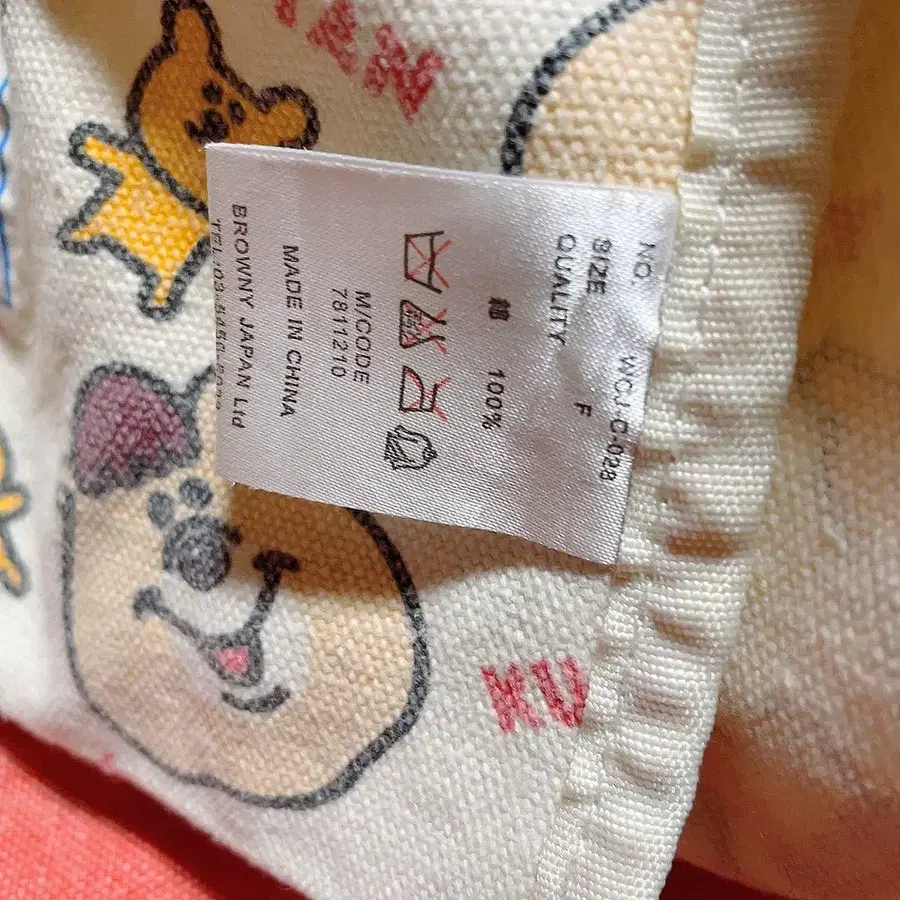 NO. WCJ-C-028
SIZE F
QUALITY
綿 100%
M/CODE
7811210
MADE IN CHINA
BROWNY JAPAN Ltd
KU